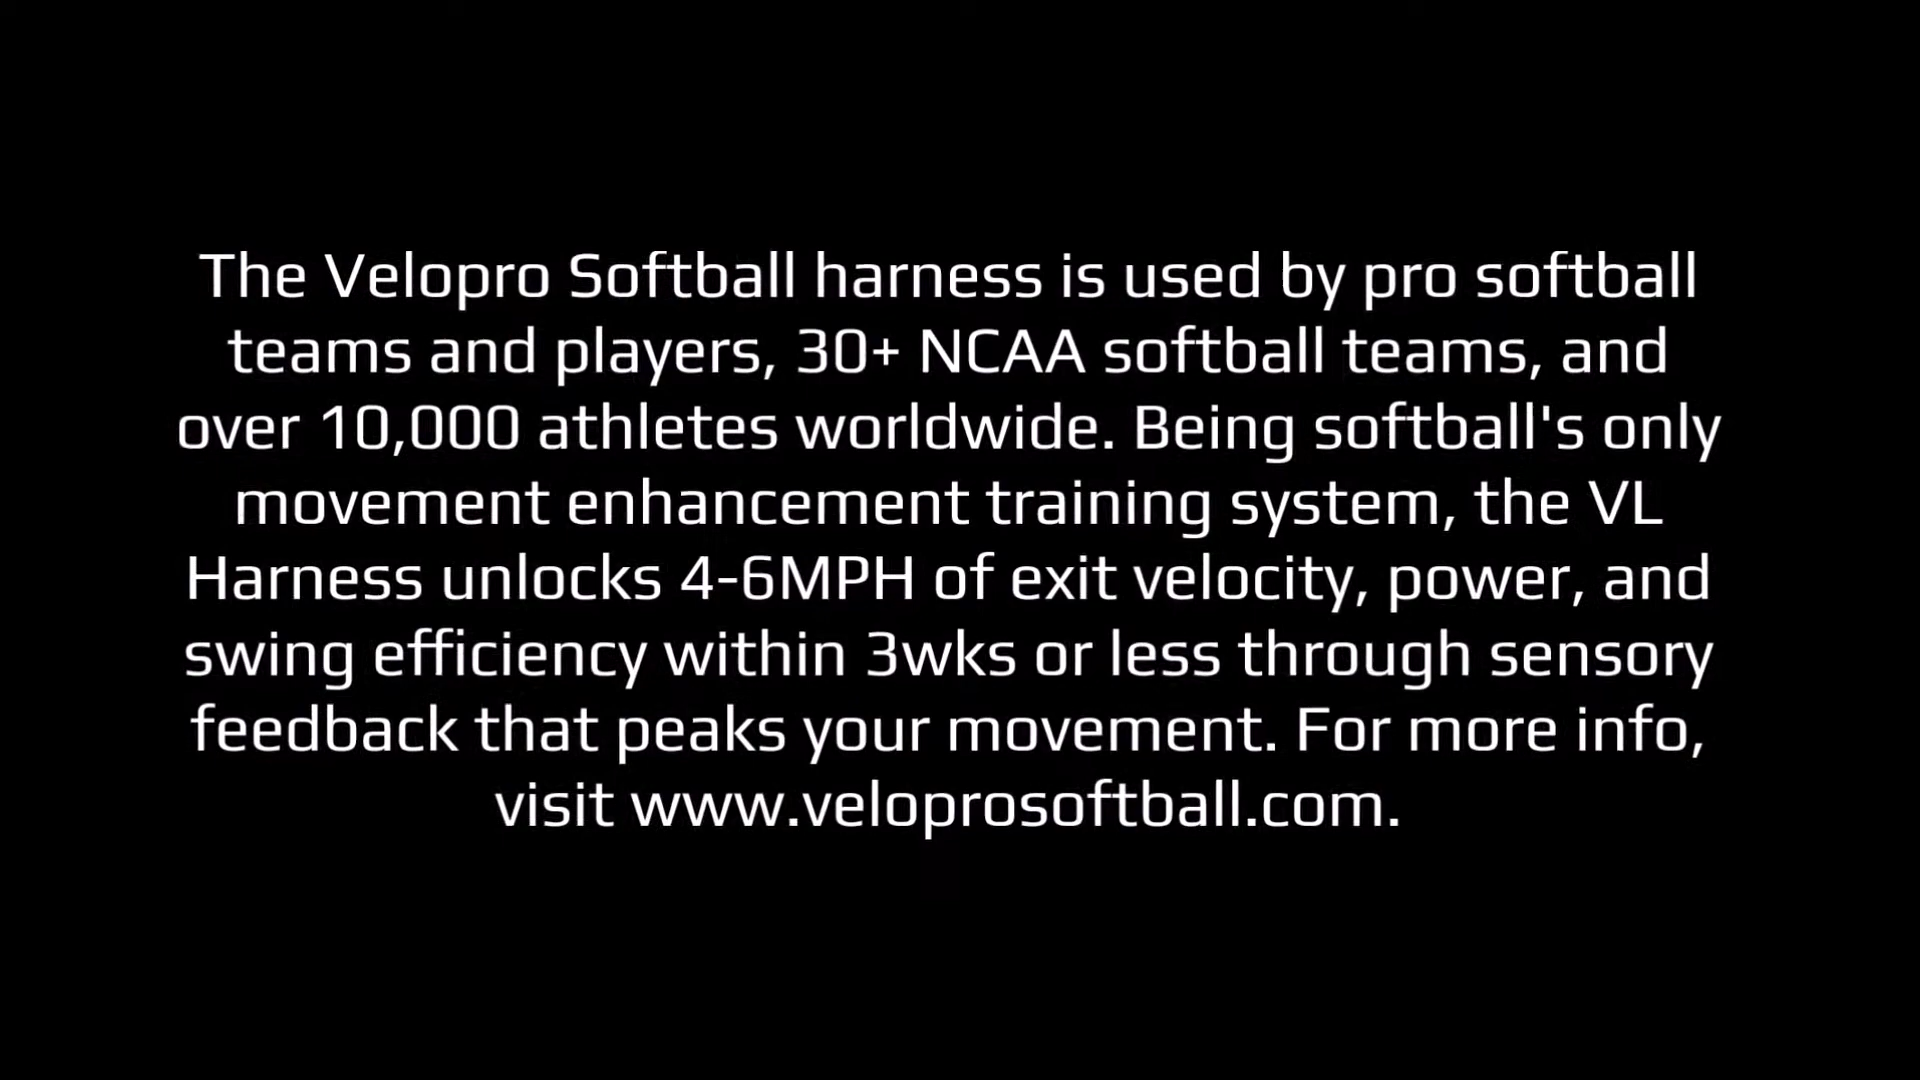 The Velopro Softball harness is used by pro softball
teams and players, 30+ NCAA softball teams, and
over 10,000 athletes worldwide. Being softball's only
movement enhancement training system, the VL
Harness unlocks 4-6MPH of exit velocity, power, and
swing efficiency within 3wks or less through sensory
feedback that peaks your movement. For more info,
visit www.veloprosoftball.com.